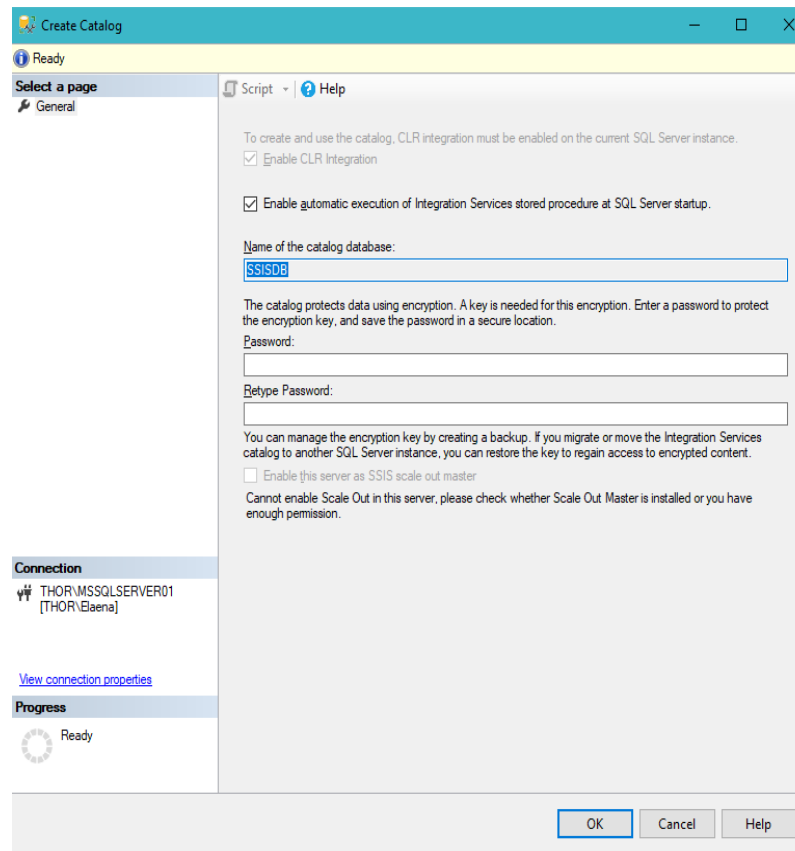 Create Catalog
Ready
Select a page
General
Script
Help
To create and use the catalog, CLR integration must be enabled on the current SQL Server instance.
Enable CLR Integration
Enable automatic execution of Integration Services stored procedure at SQL Server startup.
Name of the catalog database:
SSISDB
The catalog protects data using encryption. A key is needed for this encryption. Enter a password to protect
the encryption key, and save the password in a secure location.
Password:
Retype Password:
You can manage the encryption key by creating a backup. If you migrate or move the Integration Services
catalog to another SQL Server instance, you can restore the key to regain access to encrypted content.
Enable this server as SSIS scale out master
Cannot enable Scale Out in this server, please check whether Scale Out Master is installed or you have
enough permission.
Connection
THOR\MSSQLSERVER01
[THOR\Elaena]
View connection properties
Progress
Ready
OK
Cancel
Help